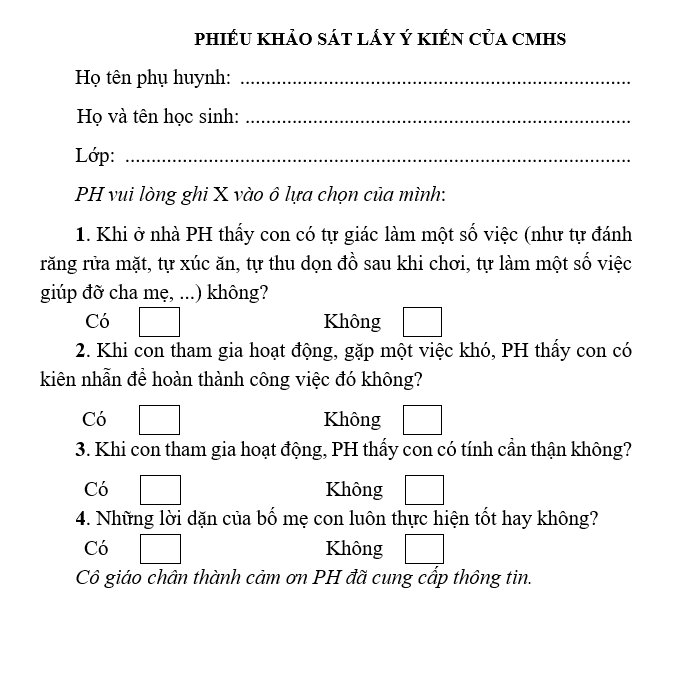 PHIẾU KHẢO SÁT LẤY Ý KIẾN CỦA CMHS
Họ tên phụ huynh: ...........................................................................
Họ và tên học sinh: ..........................................................................
Lớp: .................................................................................................
PH vui lòng ghi X vào ô lựa chọn của mình:
1. Khi ở nhà PH thấy con có tự giác làm một số việc (như tự đánh
răng rửa mặt, tự xúc ăn, tự thu dọn đồ sau khi chơi, tự làm một số việc
giúp đỡ cha mẹ, ...) không?
Có Không
2. Khi con tham gia hoạt động, gặp một việc khó, PH thấy con có
kiên nhẫn để hoàn thành công việc đó không?
Có Không
3. Khi con tham gia hoạt động, PH thấy con có tính cẩn thận không?
Có Không
4. Những lời dặn của bố mẹ con luôn thực hiện tốt hay không?
Có Không
Cô giáo chân thành cảm ơn PH đã cung cấp thông tin.